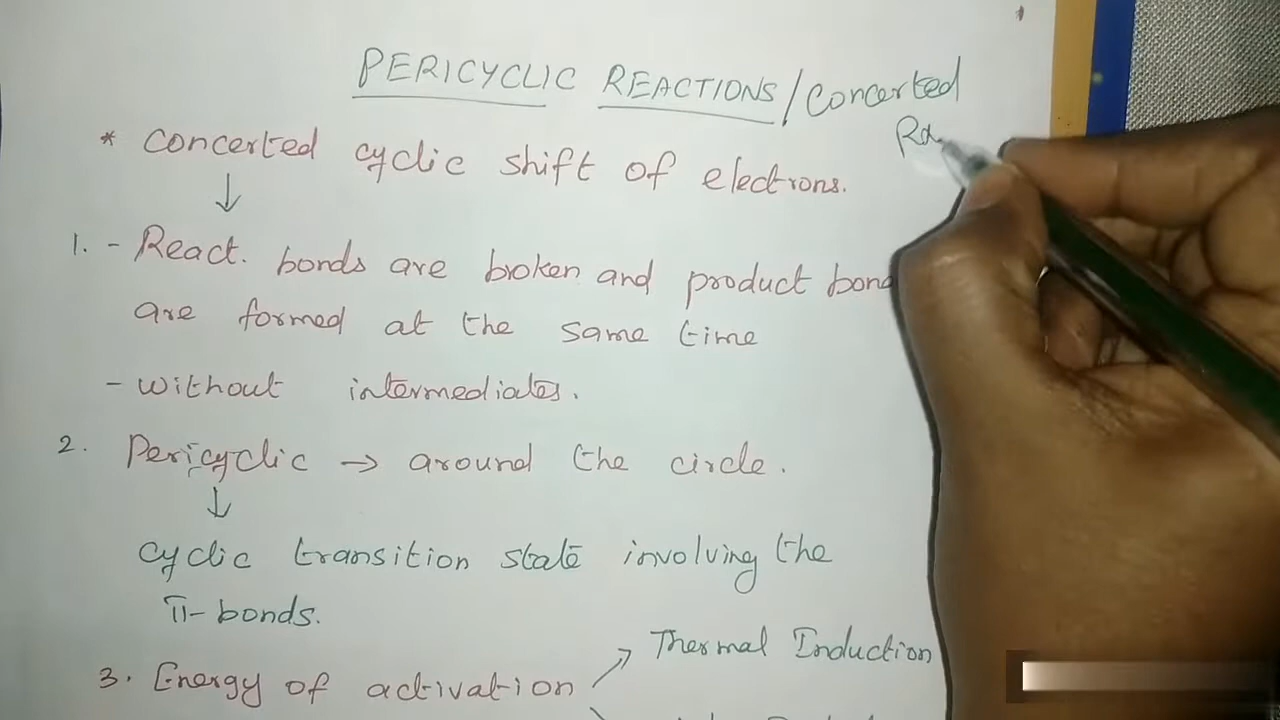 PERICYCLIC REACTIONS / Concerted
* Concerted cyclic shift of electrons.
1. - React. bonds are broken and product bond
are formed at the same time
- without intermediates.
2. Pericyclic → around the circle.
cyclic transition state involving the
π-bonds.
Thermal Induction
3. Energy of activation